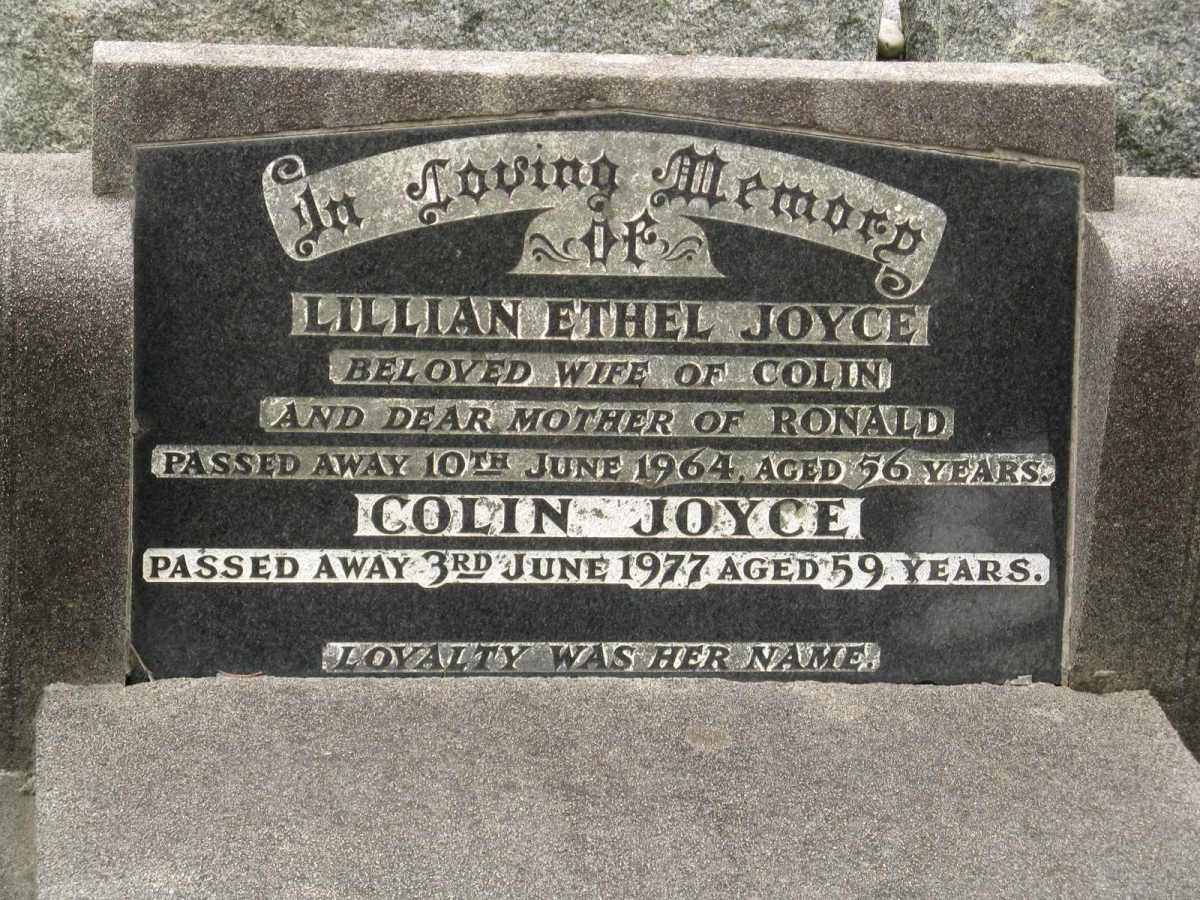 In Loving Memory
of
LILLIAN ETHEL JOYCE
BELOVED WIFE OF COLIN
AND DEAR MOTHER OF RONALD
PASSED AWAY 10TH JUNE 1964, AGED 56 YEARS.
COLIN JOYCE
PASSED AWAY 3RD JUNE 1977 AGED 59 YEARS.
LOYALTY WAS HER NAME.